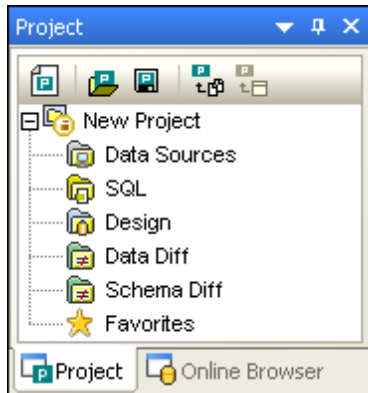 Project
New Project
Data Sources
SQL
Design
Data Diff
Schema Diff
Favorites
Project Online Browser